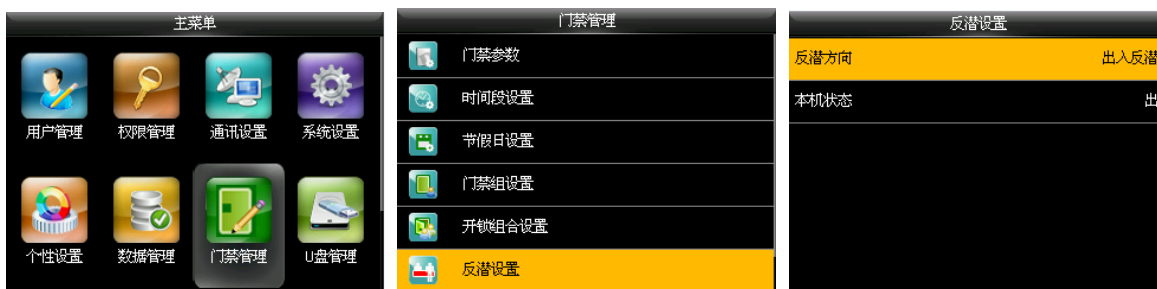 主菜单
用户管理 权限管理 通讯设置 系统设置
个性设置 数据管理 门禁管理 U盘管理
门禁管理
门禁参数
时间段设置
节假日设置
门禁组设置
开锁组合设置
反潜设置
反潜设置
反潜方向 出入反潜
本机状态 出